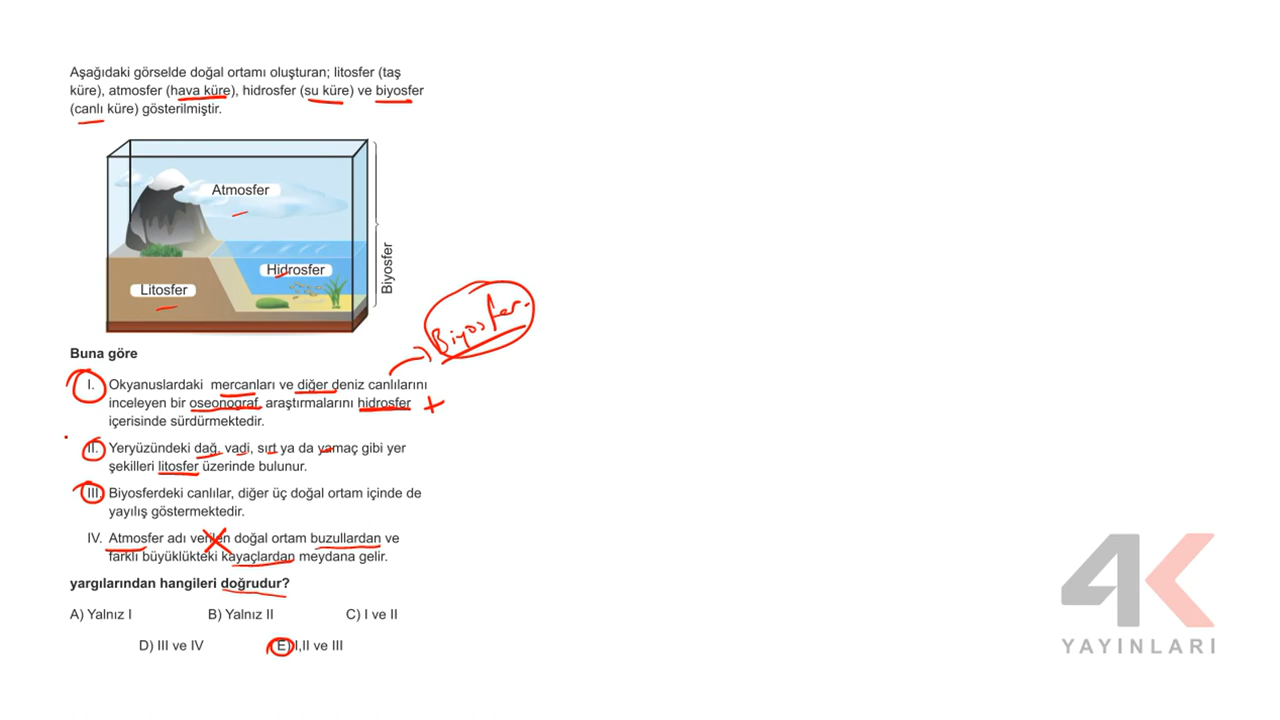 Aşağıdaki görselde doğal ortamı oluşturan; litosfer (taş
küre), atmosfer (hava küre), hidrosfer (su küre) ve biyosfer
(canlı küre) gösterilmiştir.
Atmosfer
Hidrosfer
Litosfer
Biyosfer
Biyosfer.
Buna göre
I. Okyanuslardaki mercanları ve diğer deniz canlılarını
inceleyen bir oseonograf, araştırmalarını hidrosfer
içerisinde sürdürmektedir.
II. Yeryüzündeki dağ, vadi, sırt ya da yamaç gibi yer
şekilleri litosfer üzerinde bulunur.
III. Biyosferdeki canlılar, diğer üç doğal ortam içinde de
yayılış göstermektedir.
IV. Atmosfer adı verilen doğal ortam buzullardan ve
farklı büyüklükteki kayaçlardan meydana gelir.
yargılarından hangileri doğrudur?
A) Yalnız I B) Yalnız II C) I ve II
D) III ve IV E) I,II ve III
4K
YAYINLARI